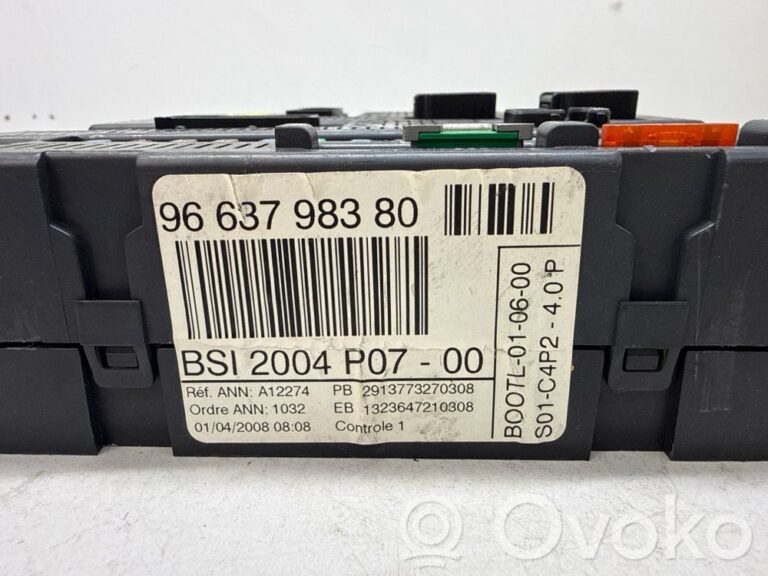 96 637 983 80
BSI 2004 P07 - 00
Réf. ANN: A12274 PB 2913773270308
Ordre ANN; 1032 EB 1323647210308
01/04/2008 08:08 Controle 1
BOOTL-01-06-00
S01-C4P2 - 4.0 P
Ovoko